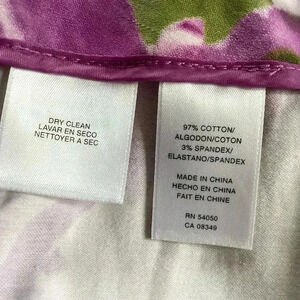 DRY CLEAN
LAVAR EN SECO
NETTOYER A SEC
97% COTTON/
ALGODON/COTON
3% SPANDEX/
ELASTANO/SPANDEX
MADE IN CHINA
HECHO EN CHINA
FAIT EN CHINE
RN 54050
CA 08349